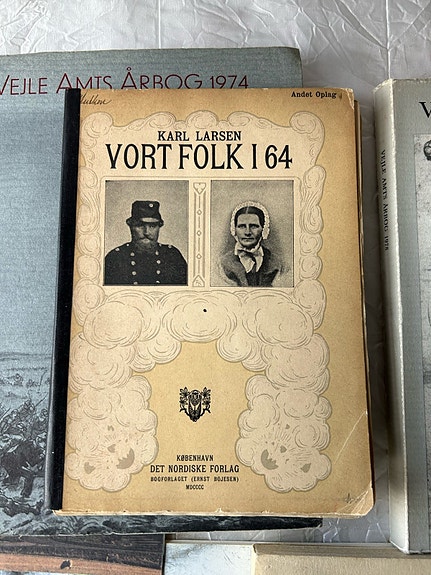 VEJLE AMTS ÅRBOG 1974
Andet Oplag
KARL LARSEN
VORT FOLK I 64
KØBENHAVN
DET NORDISKE FORLAG
BOGFORLAGET (ERNST BOJESEN)
MDCCCC
VEJLE AMTS ÅRBOG 1978
V